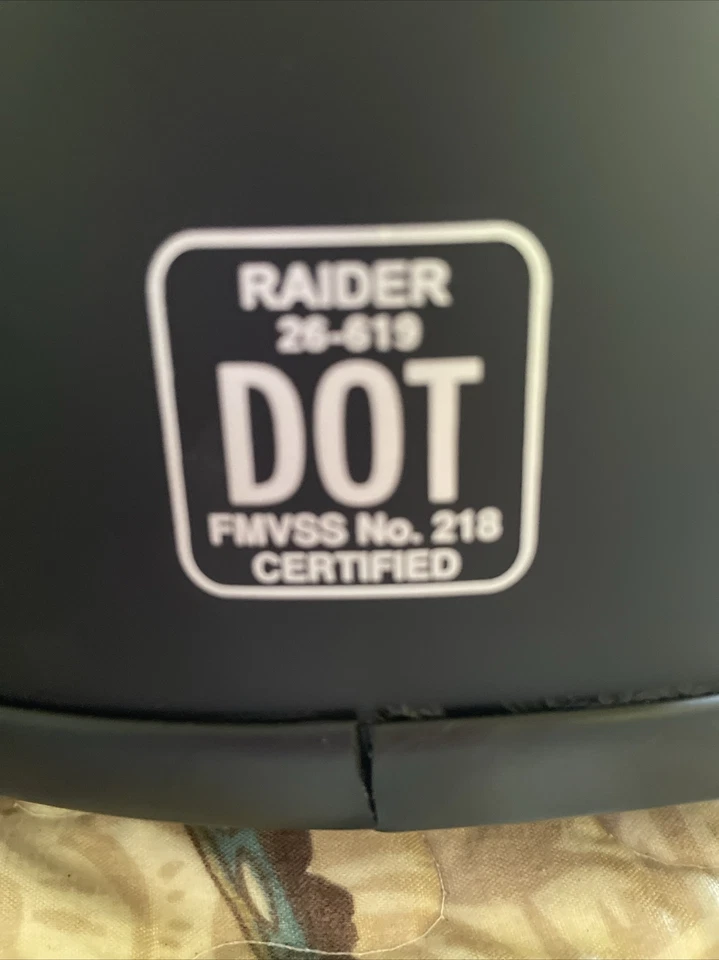 RAIDER
26-619
DOT
FMVSS No. 218
CERTIFIED